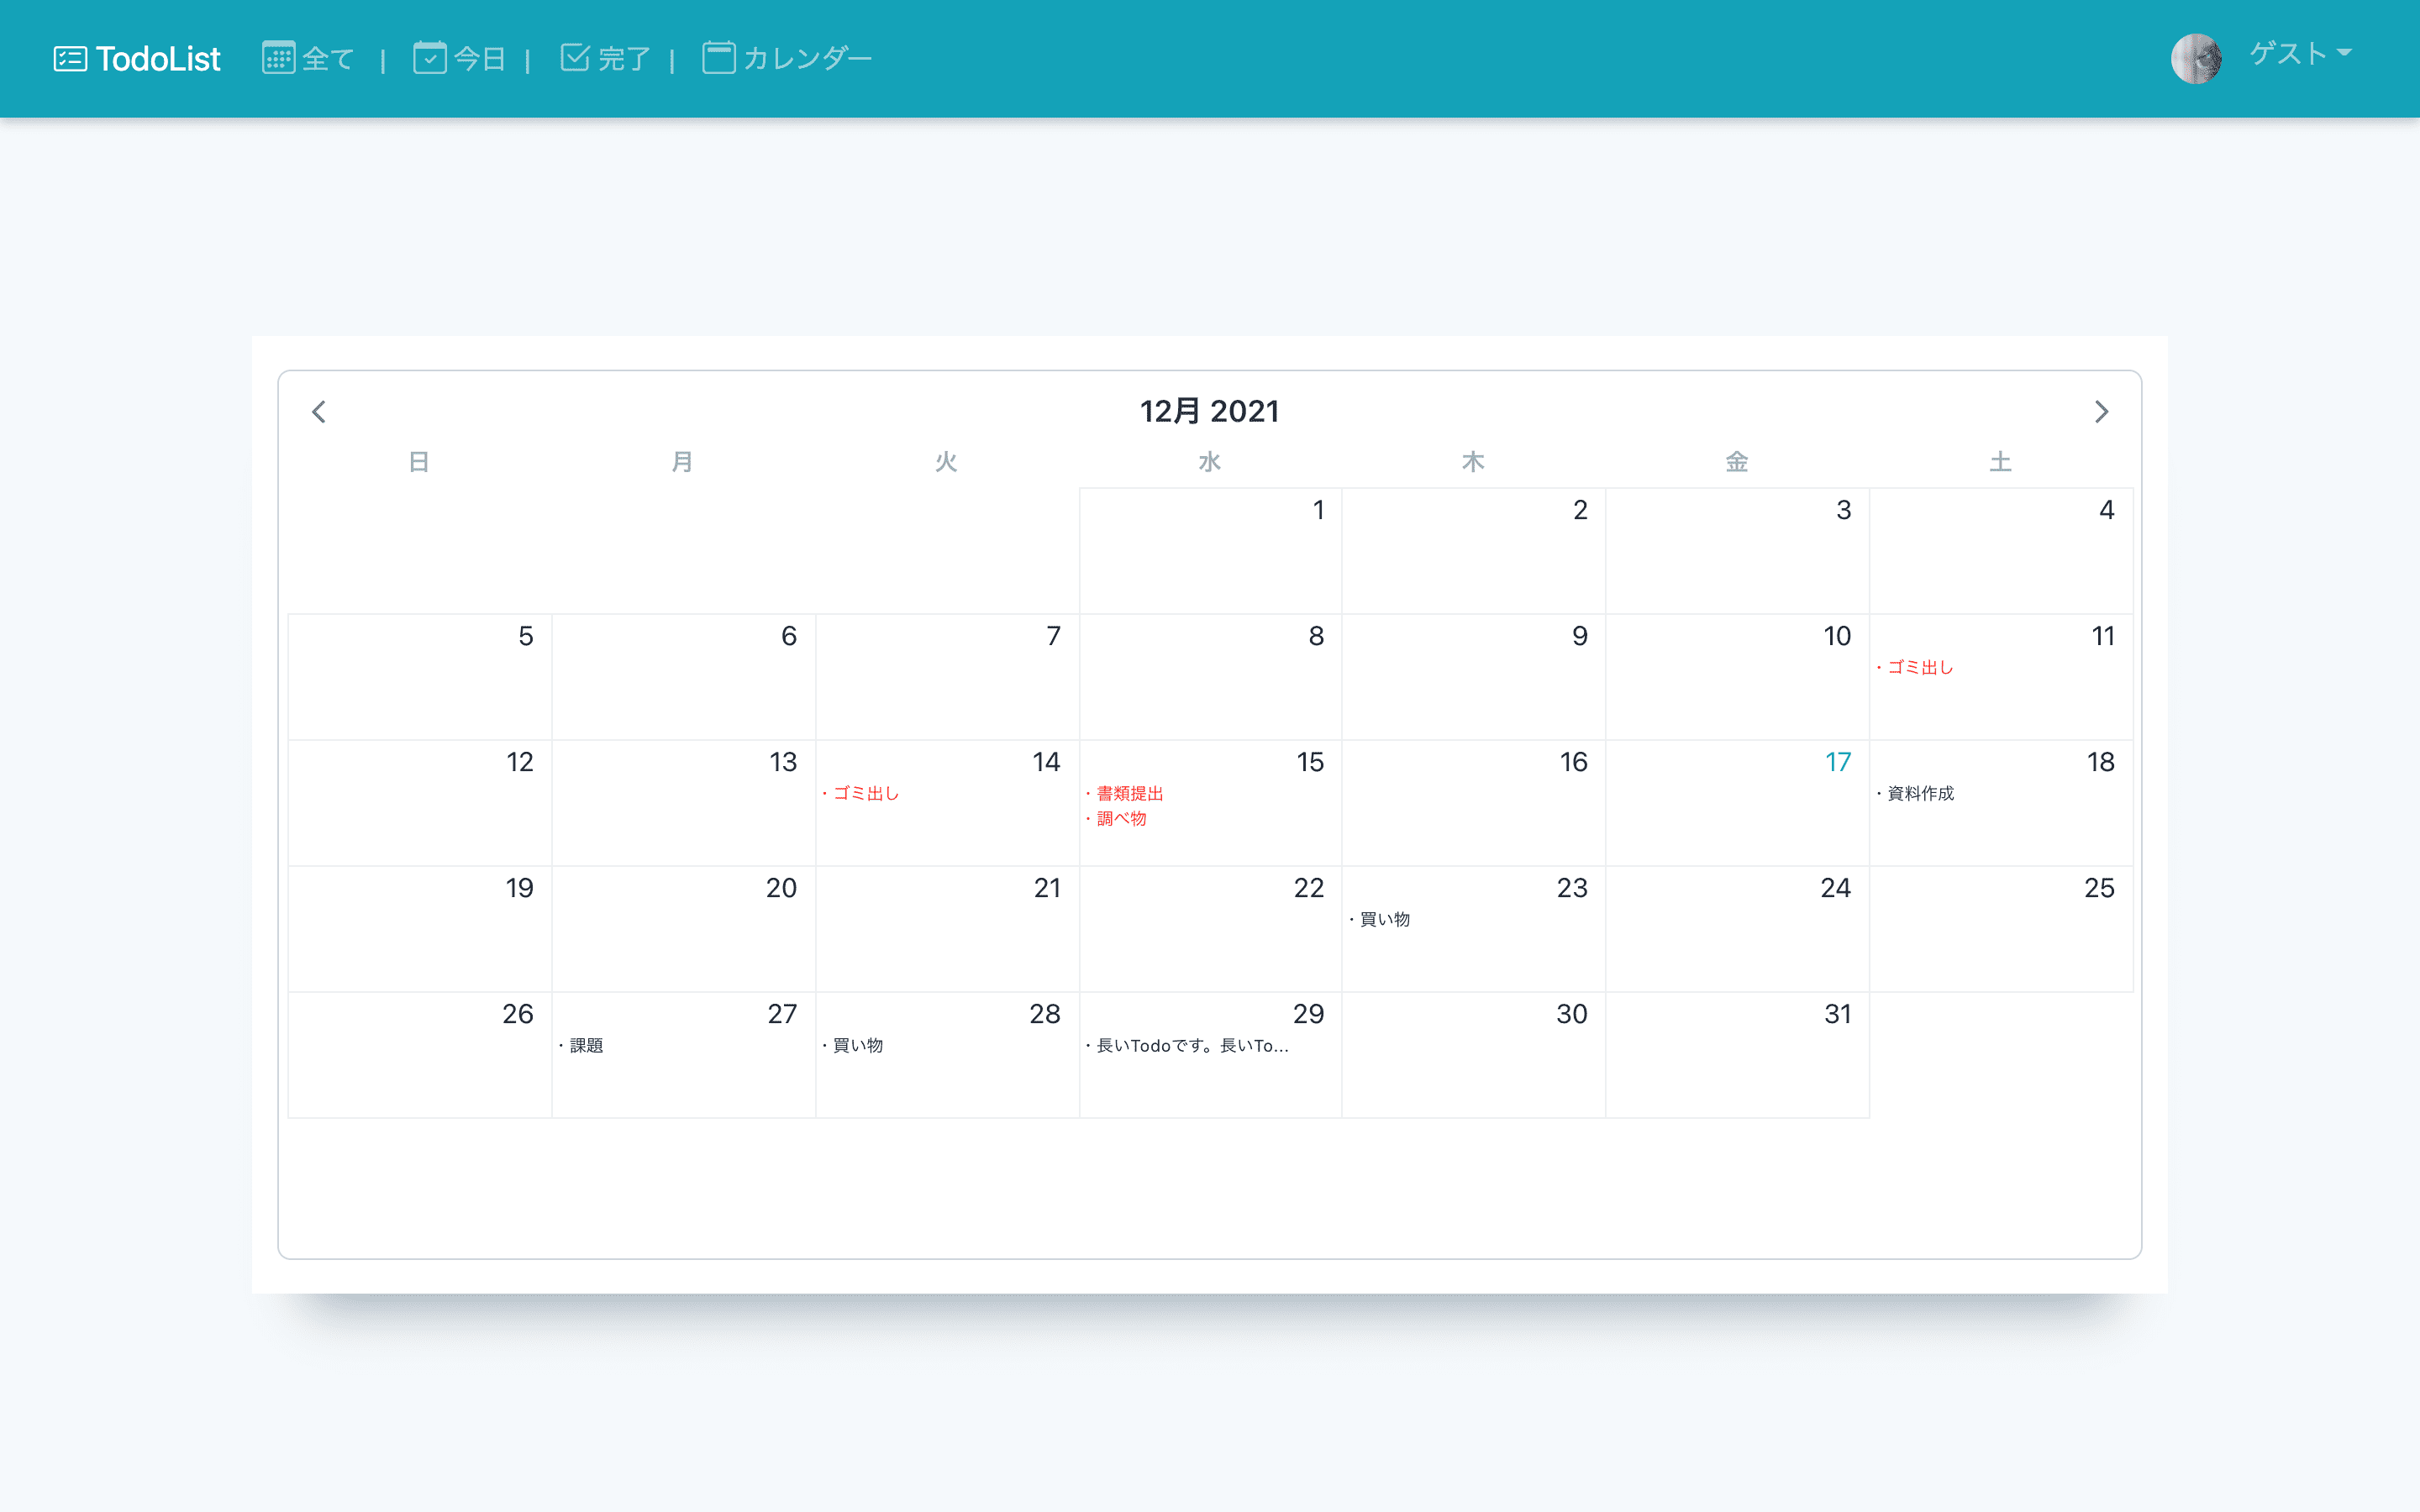 TodoList 全て | 今日 | 完了 | カレンダー ゲスト
12月 2021
日 月 火 水 木 金 土
1 2 3 4
5 6 7 8 9 10 11
・ゴミ出し
12 13 14 15 16 17 18
・ゴミ出し ・書類提出 ・資料作成
・調べ物
19 20 21 22 23 24 25
・買い物
26 27 28 29 30 31
・課題 ・買い物 ・長いTodoです。長いTo...